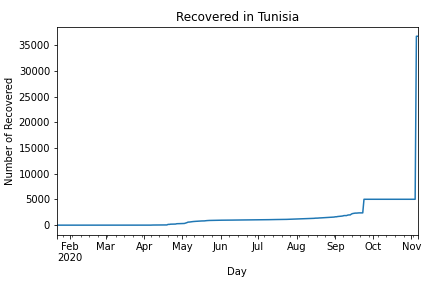 Recovered in Tunisia
Number of Recovered
35000
30000
25000
20000
15000
10000
5000
0
Feb Mar Apr May Jun Jul Aug Sep Oct Nov
2020
Day